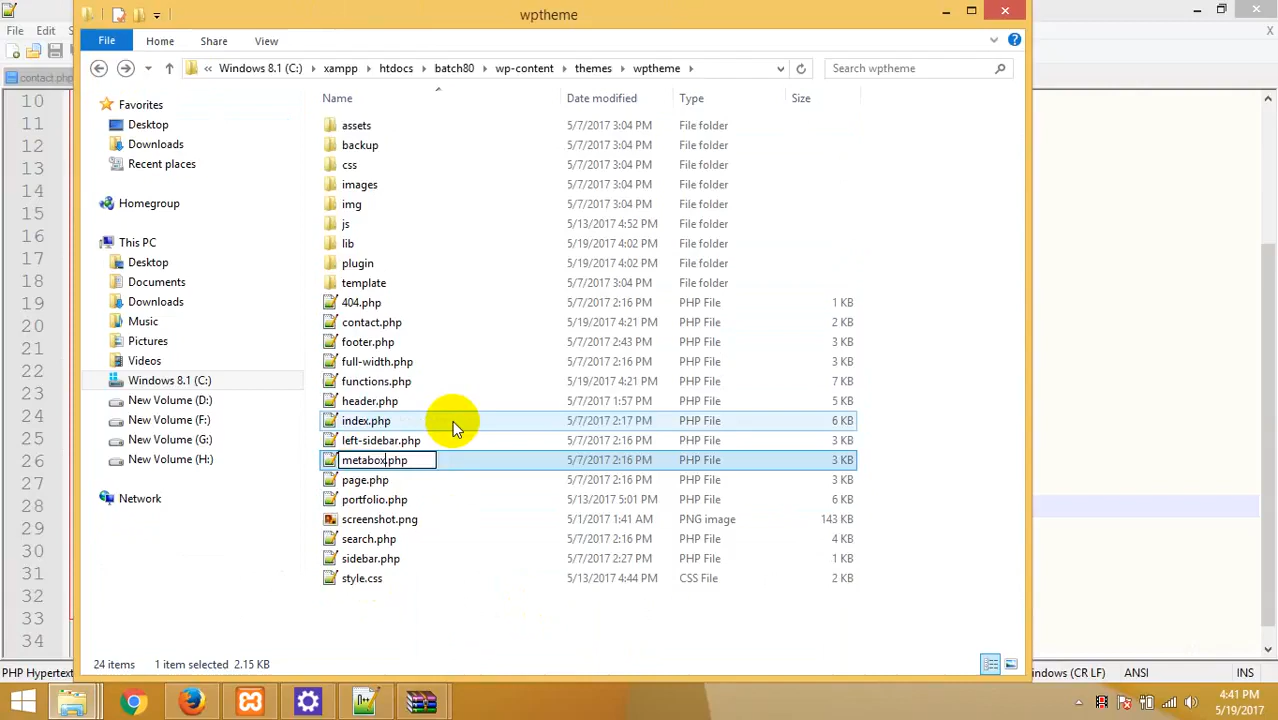 wptheme
File Edit
File Home Share View
« Windows 8.1 (C:) xampp htdocs batch80 wp-content themes wptheme
Search wptheme
contact.php
Name Date modified Type Size
Favorites
Desktop
Downloads
Recent places
Homegroup
This PC
Desktop
Documents
Downloads
Music
Pictures
Videos
Windows 8.1 (C:)
New Volume (D:)
New Volume (F:)
New Volume (G:)
New Volume (H:)
Network
assets 5/7/2017 3:04 PM File folder
backup 5/7/2017 3:04 PM File folder
css 5/7/2017 3:04 PM File folder
images 5/7/2017 3:04 PM File folder
img 5/7/2017 3:04 PM File folder
js 5/13/2017 4:52 PM File folder
lib 5/19/2017 4:02 PM File folder
plugin 5/19/2017 4:02 PM File folder
template 5/7/2017 3:04 PM File folder
404.php 5/7/2017 2:16 PM PHP File 1 KB
contact.php 5/19/2017 4:21 PM PHP File 2 KB
footer.php 5/7/2017 2:43 PM PHP File 3 KB
full-width.php 5/7/2017 2:16 PM PHP File 3 KB
functions.php 5/19/2017 4:21 PM PHP File 7 KB
header.php 5/7/2017 1:57 PM PHP File 5 KB
index.php 5/7/2017 2:17 PM PHP File 6 KB
left-sidebar.php 5/7/2017 2:16 PM PHP File 3 KB
metabox.php 5/7/2017 2:16 PM PHP File 3 KB
page.php 5/7/2017 2:16 PM PHP File 2 KB
portfolio.php 5/13/2017 5:01 PM PHP File 6 KB
screenshot.png 5/1/2017 1:41 AM PNG image 143 KB
search.php 5/7/2017 2:16 PM PHP File 4 KB
sidebar.php 5/7/2017 2:27 PM PHP File 1 KB
style.css 5/13/2017 4:44 PM CSS File 2 KB
10
11
12
13
14
15
16
17
18
19
20
21
22
23
24
25
26
27
28
29
30
31
32
33
34
24 items 1 item selected 2.15 KB
PHP Hypertext
indows (CR LF) ANSI INS
4:41 PM
5/19/2017